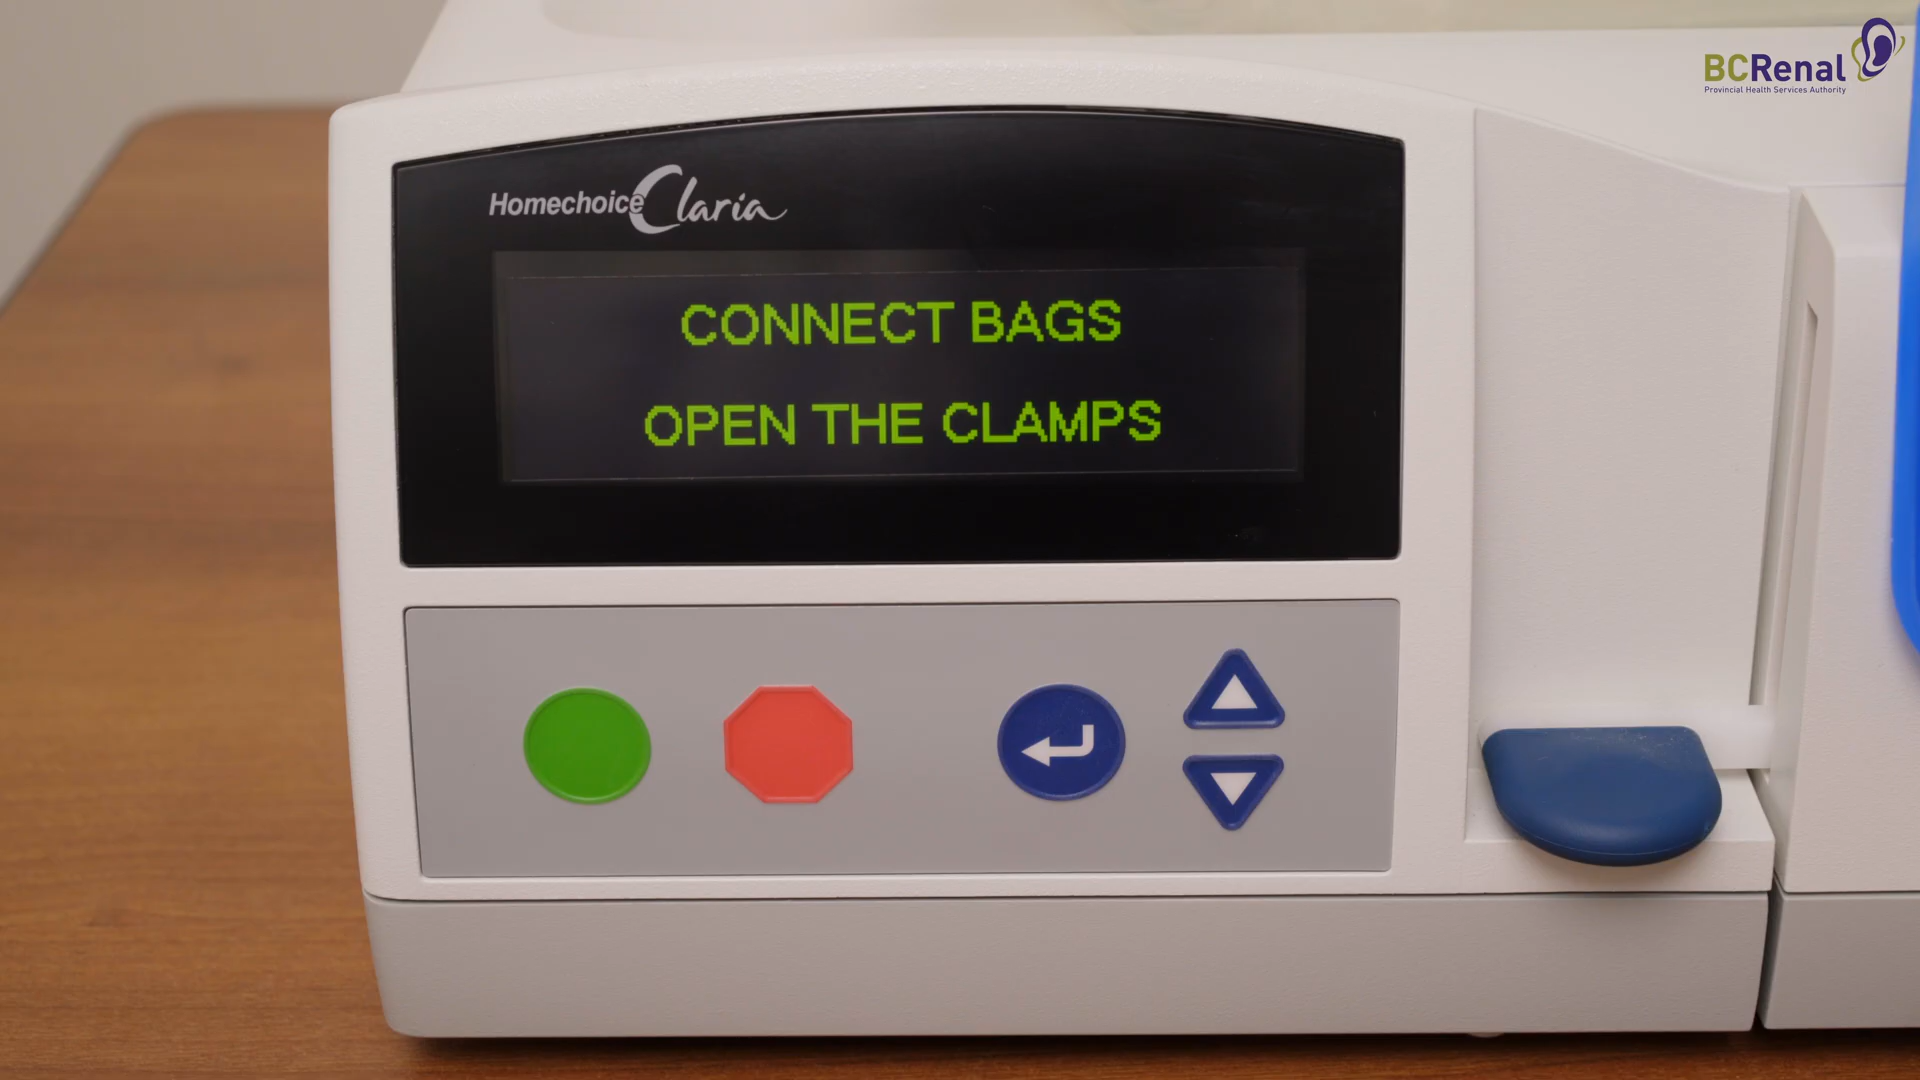 BCRenal
Provincial Health Services Authority
Homechoice Claria
CONNECT BAGS
OPEN THE CLAMPS